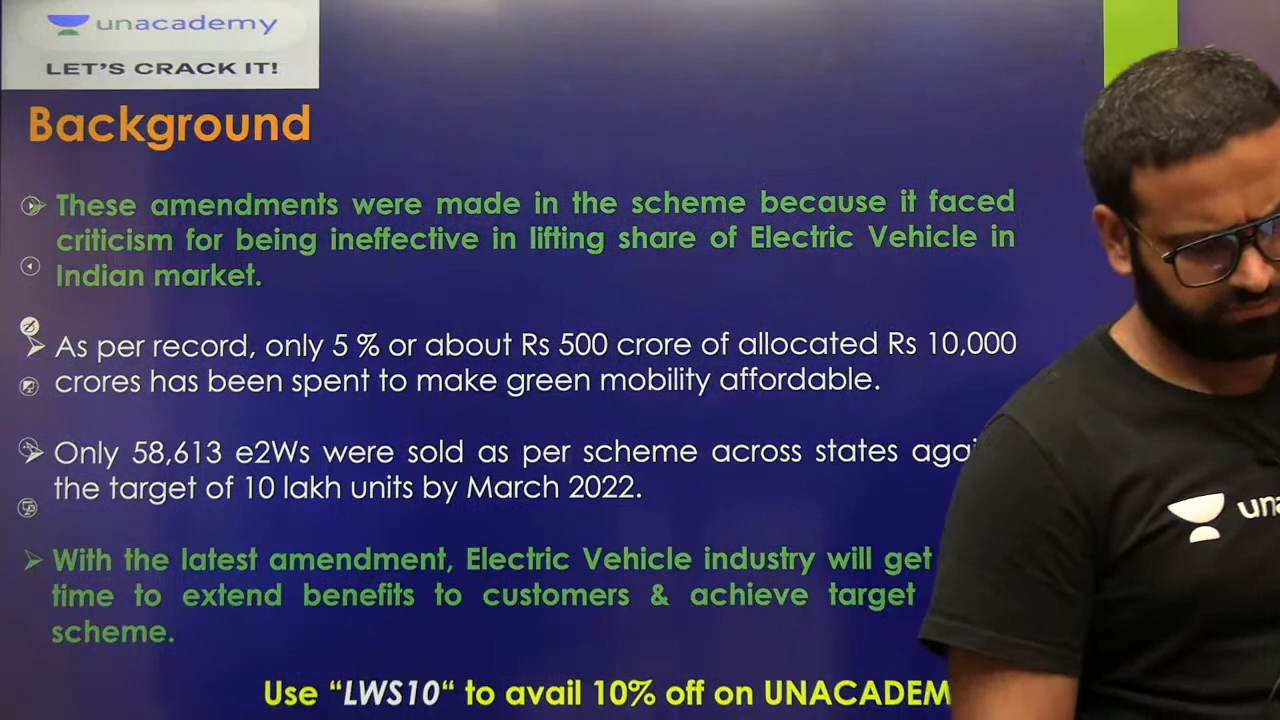 unacademy
LET'S CRACK IT!
Background
These amendments were made in the scheme because it faced
criticism for being ineffective in lifting share of Electric Vehicle in
Indian market.
As per record, only 5 % or about Rs 500 crore of allocated Rs 10,000
crores has been spent to make green mobility affordable.
Only 58,613 e2Ws were sold as per scheme across states agai
the target of 10 lakh units by March 2022.
With the latest amendment, Electric Vehicle industry will get
time to extend benefits to customers & achieve target
scheme.
Use “LWS10“ to avail 10% off on UNACADEM
una